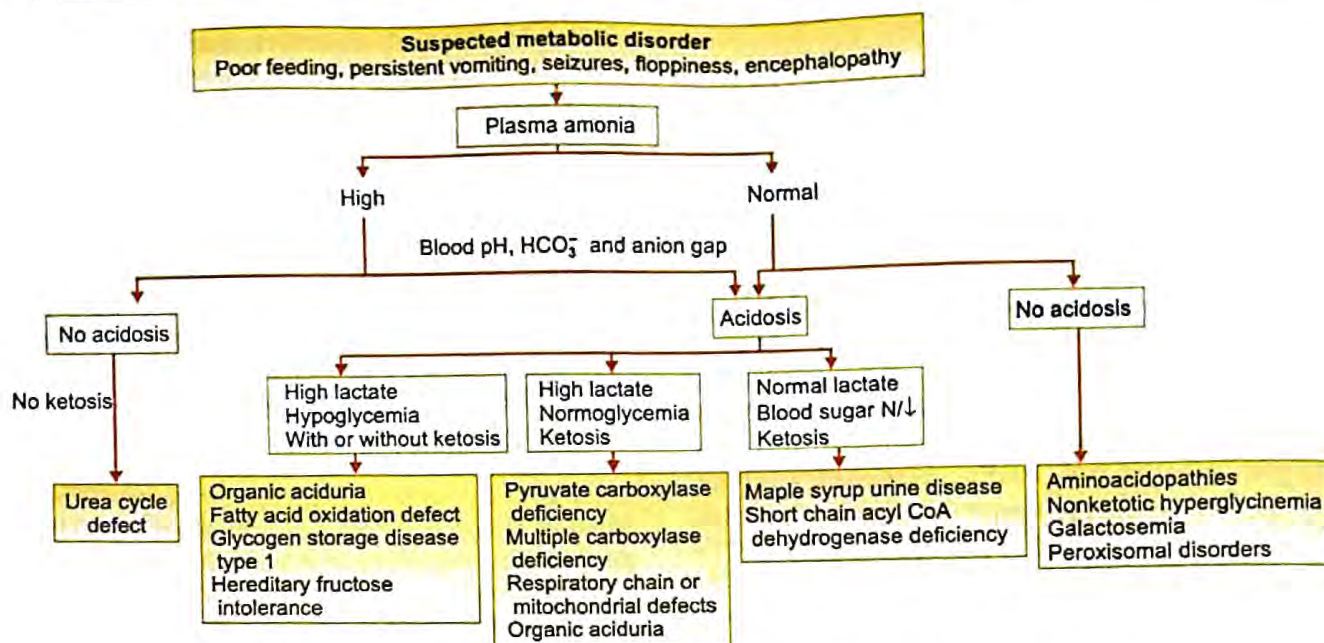 Suspected metabolic disorder
Poor feeding, persistent vomiting, seizures, floppiness, encephalopathy
Plasma amonia
High
Normal
Blood pH, HCO₃⁻ and anion gap
No acidosis
Acidosis
No acidosis
No ketosis
High lactate
Hypoglycemia
With or without ketosis
High lactate
Normoglycemia
Ketosis
Normal lactate
Blood sugar N/↓
Ketosis
Urea cycle
defect
Organic aciduria
Fatty acid oxidation defect
Glycogen storage disease
type 1
Hereditary fructose
intolerance
Pyruvate carboxylase
deficiency
Multiple carboxylase
deficiency
Respiratory chain or
mitochondrial defects
Organic aciduria
Maple syrup urine disease
Short chain acyl CoA
dehydrogenase deficiency
Aminoacidopathies
Nonketotic hyperglycinemia
Galactosemia
Peroxisomal disorders